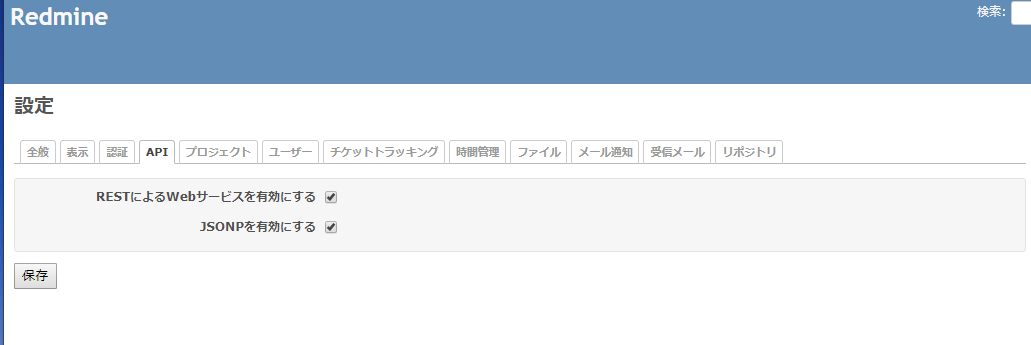 Redmine
検索:
設定
全般 表示 認証 API プロジェクト ユーザー チケットトラッキング 時間管理 ファイル メール通知 受信メール リポジトリ
RESTによるWebサービスを有効にする
JSONPを有効にする
保存